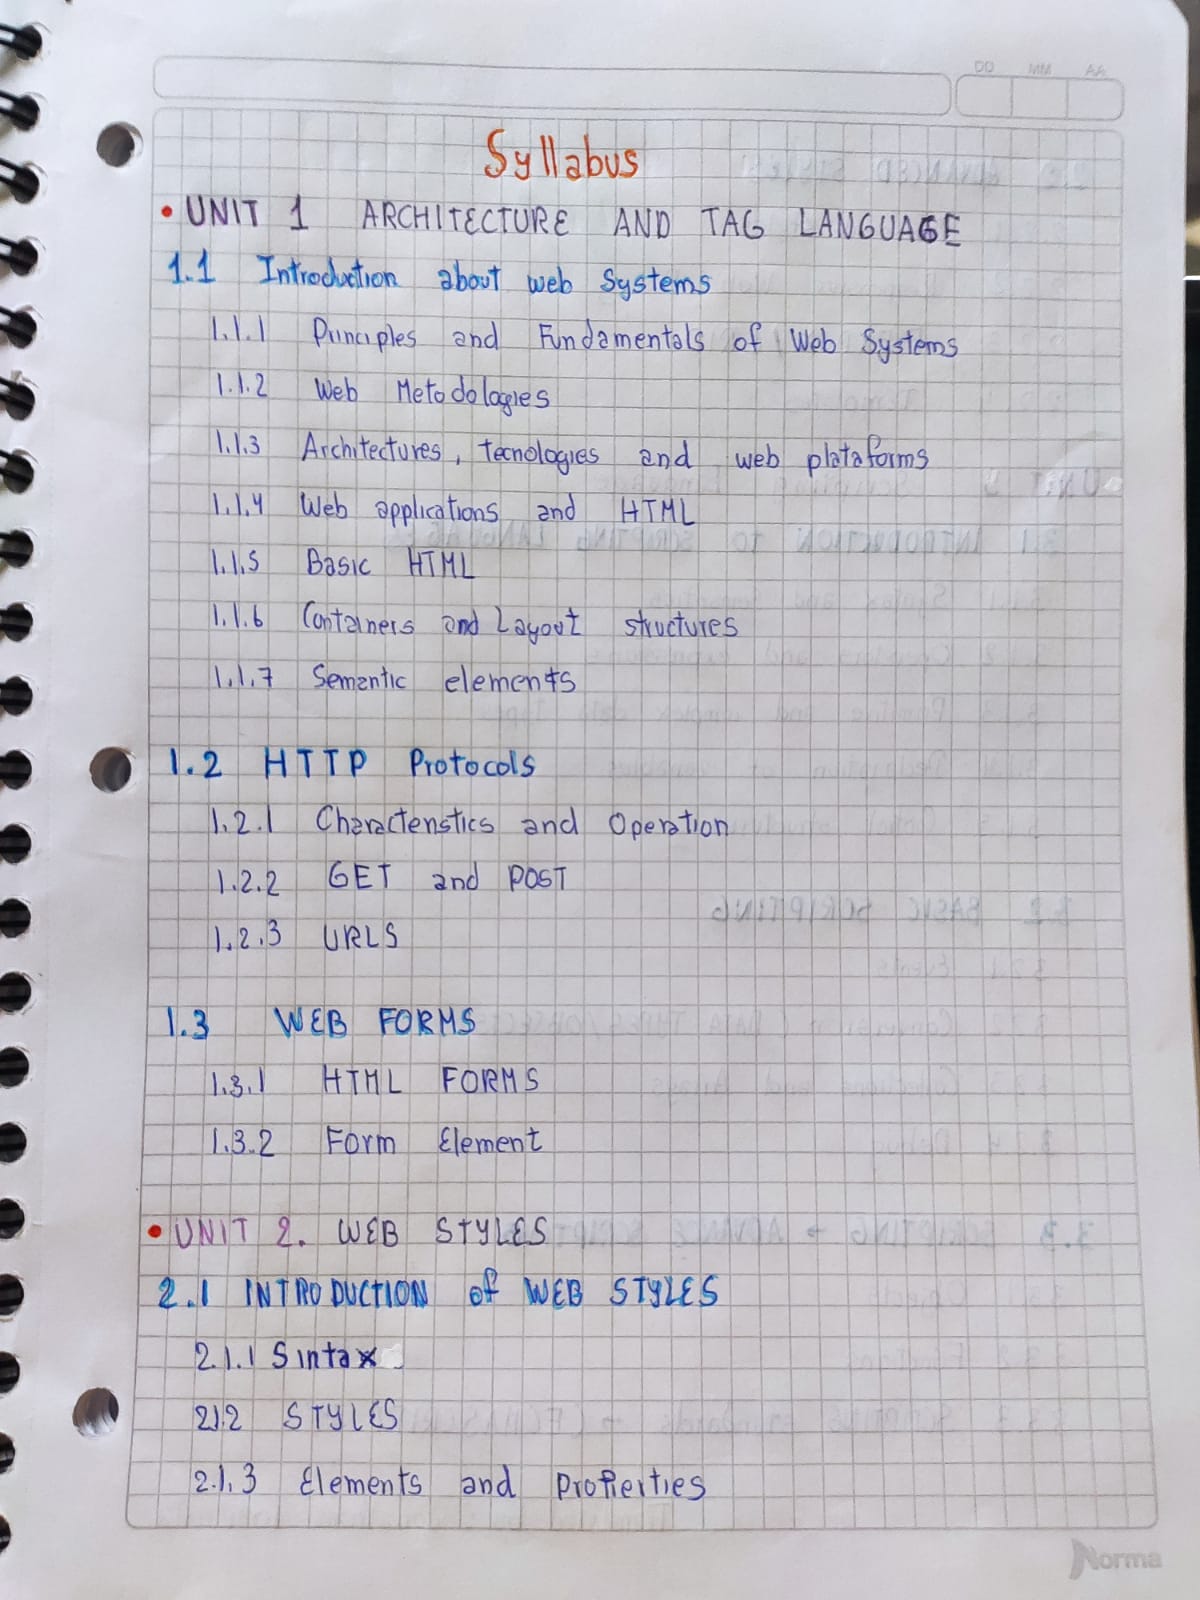 DD MM AA
Syllabus
• UNIT 1 ARCHITECTURE AND TAG LANGUAGE
1.1 Introduction about web Systems
1.1.1 Principles and Fundamentals of Web Systems
1.1.2 Web Metodologies
1.1.3 Architectures, tecnologies and web plataforms
1.1.4 Web applications and HTML
1.1.5 Basic HTML
1.1.6 Containers and Layout structures
1.1.7 Semantic elements
1.2 HTTP Protocols
1.2.1 Characteristics and Operation
1.2.2 GET and POST
1.2.3 URLS
1.3 WEB FORMS
1.3.1 HTML FORMS
1.3.2 Form Element
• UNIT 2. WEB STYLES
2.1 INTRODUCTION of WEB STYLES
2.1.1 Sintax
2.1.2 STYLES
2.1.3 Elements and Properties
Norma